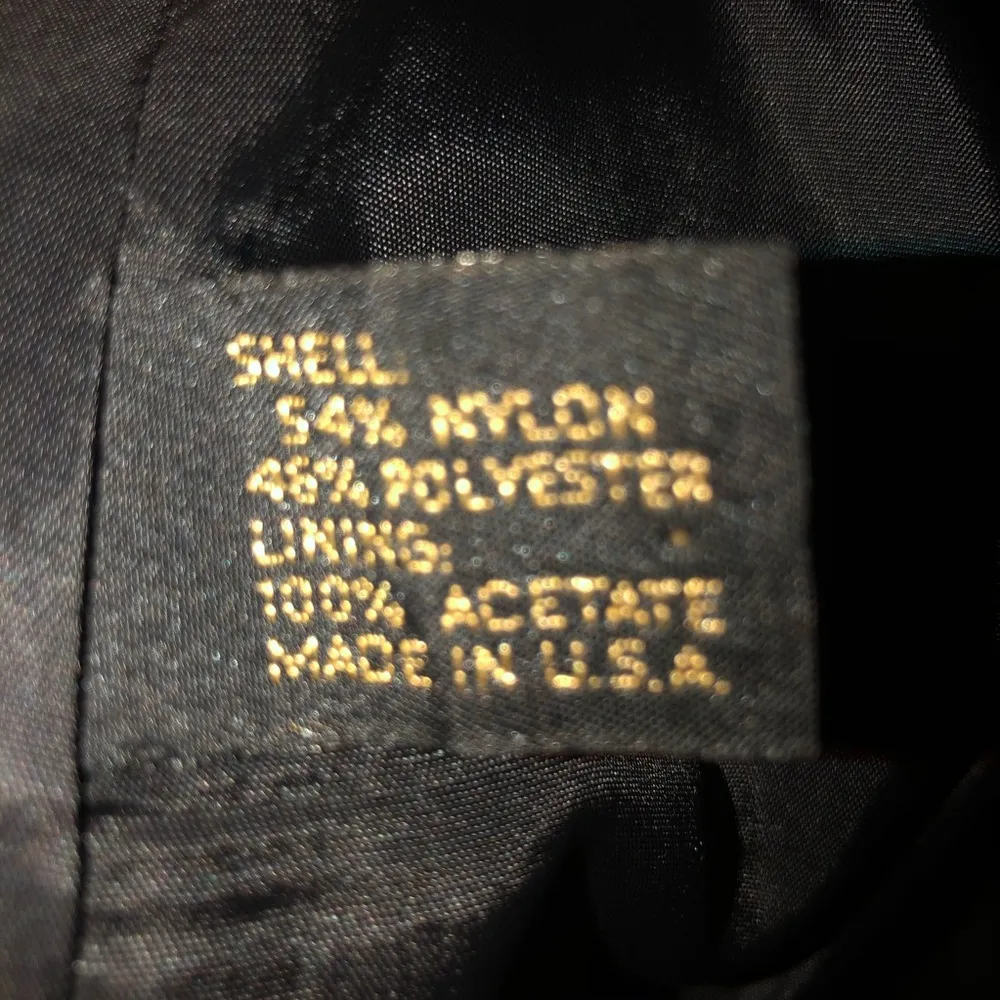 SHELL:
54% NYLON
46% POLYESTER
LINING:
100% ACETATE
MADE IN U.S.A.